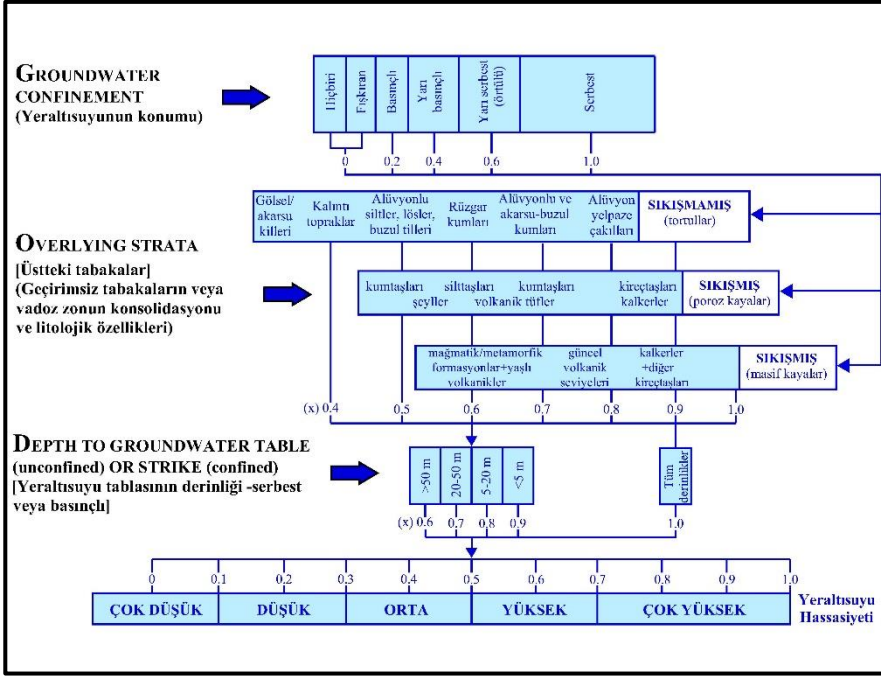 GROUNDWATER
CONFINEMENT
(Yeraltısuyunun konumu)
Hiçbiri
Fışkıran
Basınçlı
Yarı
basınçlı
Yarı serbest
(örtülü)
Serbest
0
0.2
0.4
0.6
1.0
OVERLYING STRATA
[Üstteki tabakalar]
(Geçirimsiz tabakaların veya
vadoz zonun konsolidasyonu
ve litolojik özellikleri)
Gölsel/
akarsu
killeri
Kalıntı
topraklar
Alüvyonlu
siltler, lösler,
buzul tilleri
Rüzgar
kumları
Alüvyonlu ve
akarsu-buzul
kumları
Alüvyon
yelpaze
çakılları
SIKIŞMAMIŞ
(tortullar)
kumtaşları
şeyller
silttaşları
volkanik tüfler
kumtaşları
kireçtaşları
kalkerler
SIKIŞMIŞ
(poroz kayalar)
mağmatik/metamorfik
formasyonlar+yaşlı
volkanikler
güncel
volkanik
seviyeleri
kalkerler
+diğer
kireçtaşları
SIKIŞMIŞ
(masif kayalar)
(x) 0.4
0.5
0.6
0.7
0.8
0.9
1.0
DEPTH TO GROUNDWATER TABLE
(unconfined) OR STRIKE (confined)
[Yeraltısuyu tablasının derinliği -serbest
veya basınçlı]
>50 m
20-50 m
5-20 m
<5 m
Tüm
derinlikler
(x) 0.6
0.7
0.8
0.9
1.0
0
0.1
0.2
0.3
0.4
0.5
0.6
0.7
0.8
0.9
1.0
ÇOK DÜŞÜK
DÜŞÜK
ORTA
YÜKSEK
ÇOK YÜKSEK
Yeraltısuyu
Hassasiyeti